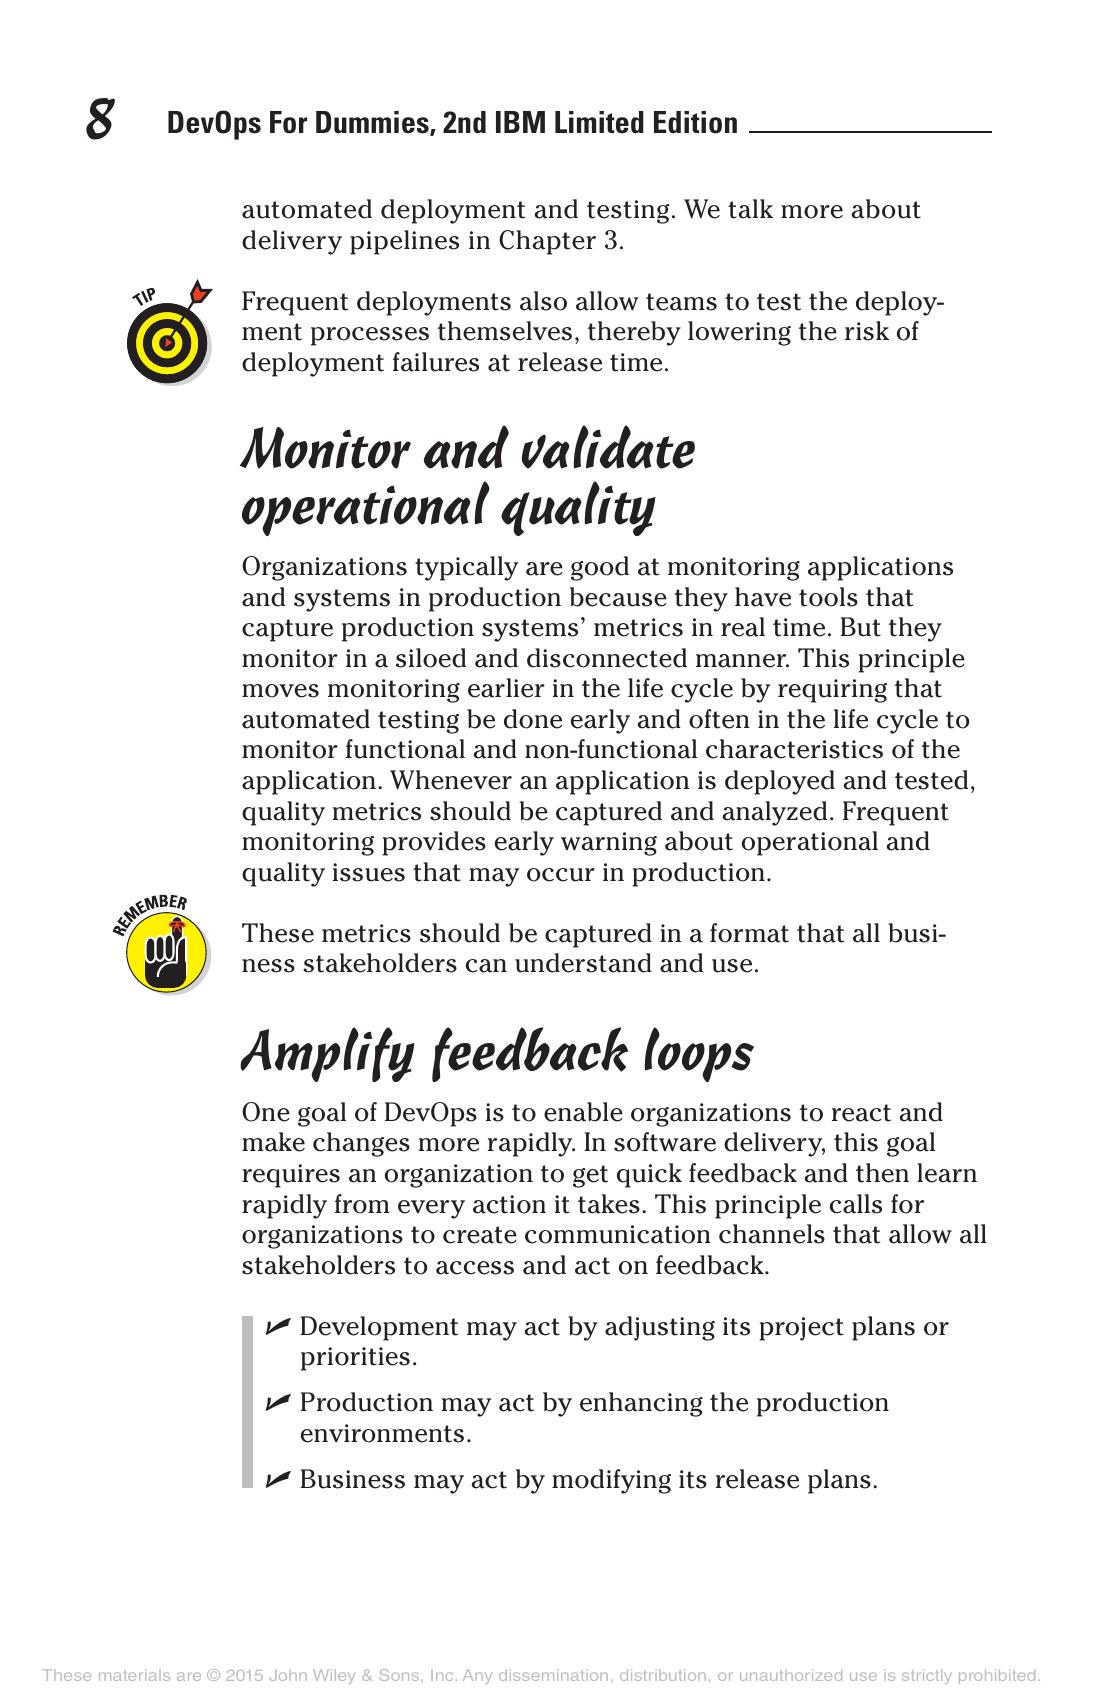 8 DevOps For Dummies, 2nd IBM Limited Edition
automated deployment and testing. We talk more about
delivery pipelines in Chapter 3.
TIP
Frequent deployments also allow teams to test the deploy-
ment processes themselves, thereby lowering the risk of
deployment failures at release time.
Monitor and validate
operational quality
Organizations typically are good at monitoring applications
and systems in production because they have tools that
capture production systems’ metrics in real time. But they
monitor in a siloed and disconnected manner. This principle
moves monitoring earlier in the life cycle by requiring that
automated testing be done early and often in the life cycle to
monitor functional and non-functional characteristics of the
application. Whenever an application is deployed and tested,
quality metrics should be captured and analyzed. Frequent
monitoring provides early warning about operational and
quality issues that may occur in production.
REMEMBER
These metrics should be captured in a format that all busi-
ness stakeholders can understand and use.
Amplify feedback loops
One goal of DevOps is to enable organizations to react and
make changes more rapidly. In software delivery, this goal
requires an organization to get quick feedback and then learn
rapidly from every action it takes. This principle calls for
organizations to create communication channels that allow all
stakeholders to access and act on feedback.
✓ Development may act by adjusting its project plans or
priorities.
✓ Production may act by enhancing the production
environments.
✓ Business may act by modifying its release plans.
These materials are © 2015 John Wiley & Sons, Inc. Any dissemination, distribution, or unauthorized use is strictly prohibited.